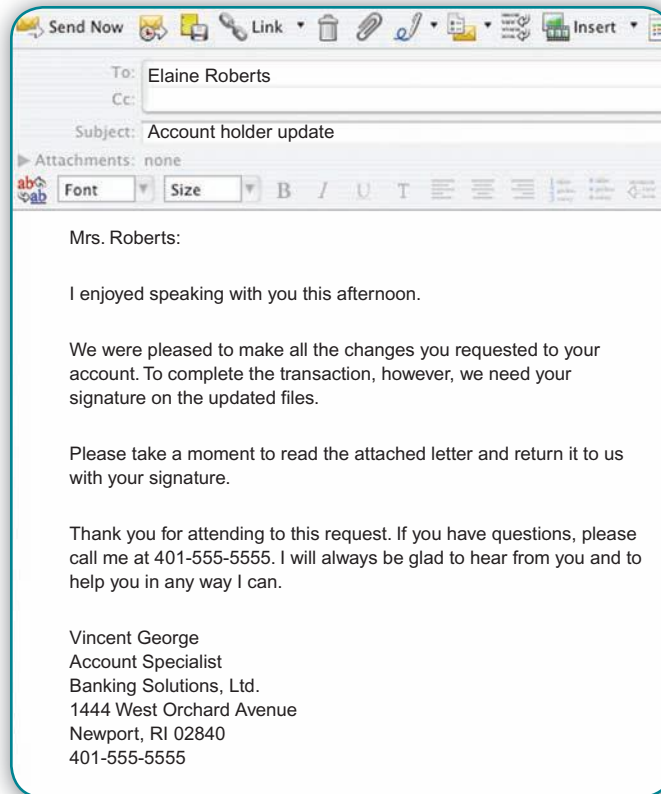 Send Now Link Insert
To: Elaine Roberts
Cc:
Subject: Account holder update
Attachments: none
Font Size B I U T
Mrs. Roberts:
I enjoyed speaking with you this afternoon.
We were pleased to make all the changes you requested to your
account. To complete the transaction, however, we need your
signature on the updated files.
Please take a moment to read the attached letter and return it to us
with your signature.
Thank you for attending to this request. If you have questions, please
call me at 401-555-5555. I will always be glad to hear from you and to
help you in any way I can.
Vincent George
Account Specialist
Banking Solutions, Ltd.
1444 West Orchard Avenue
Newport, RI 02840
401-555-5555